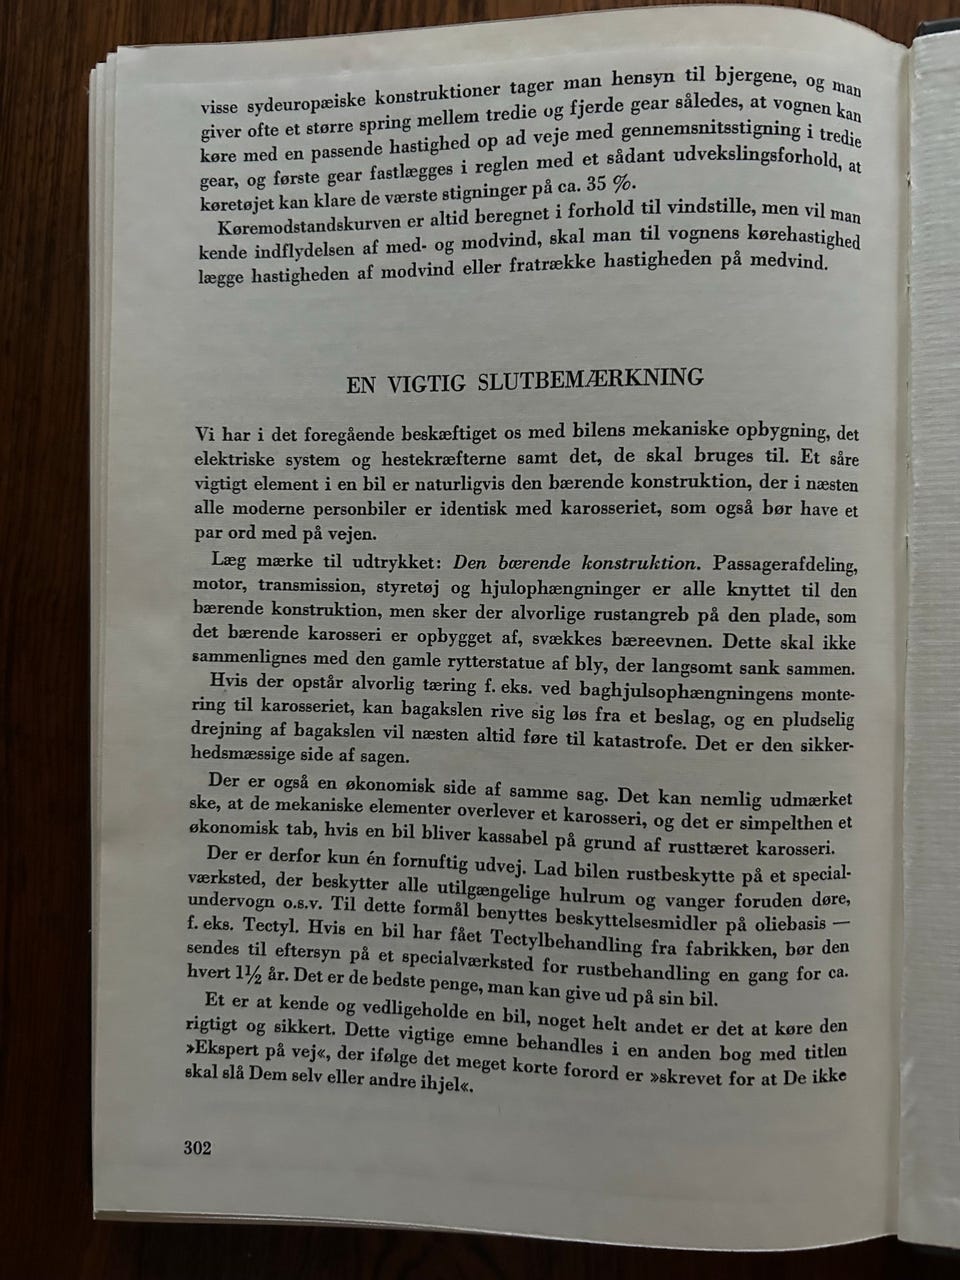 visse sydeuropæiske konstruktioner tager man hensyn til bjergene, og man
giver ofte et større spring mellem tredie og fjerde gear således, at vognen kan
køre med en passende hastighed op ad veje med gennemsnitsstigning i tredie
gear, og første gear fastlægges i reglen med et sådant udvekslingsforhold, at
køretøjet kan klare de værste stigninger på ca. 35 %.
Køremodstandskurven er altid beregnet i forhold til vindstille, men vil man
kende indflydelsen af med- og modvind, skal man til vognens kørehastighed
lægge hastigheden af modvind eller fratrække hastigheden på medvind.
EN VIGTIG SLUTBEMÆRKNING
Vi har i det foregående beskæftiget os med bilens mekaniske opbygning, det
elektriske system og hestekræfterne samt det, de skal bruges til. Et såre
vigtigt element i en bil er naturligvis den bærende konstruktion, der i næsten
alle moderne personbiler er identisk med karosseriet, som også bør have et
par ord med på vejen.
Læg mærke til udtrykket: Den bærende konstruktion. Passagerafdeling,
motor, transmission, styretøj og hjulophængninger er alle knyttet til den
bærende konstruktion, men sker der alvorlige rustangreb på den plade, som
det bærende karosseri er opbygget af, svækkes bæreevnen. Dette skal ikke
sammenlignes med den gamle rytterstatue af bly, der langsomt sank sammen.
Hvis der opstår alvorlig tæring f. eks. ved baghjulsophængningens monte-
ring til karosseriet, kan bagakslen rive sig løs fra et beslag, og en pludselig
drejning af bagakslen vil næsten altid føre til katastrofe. Det er den sikker-
hedsmæssige side af sagen.
Der er også en økonomisk side af samme sag. Det kan nemlig udmærket
ske, at de mekaniske elementer overlever et karosseri, og det er simpelthen et
økonomisk tab, hvis en bil bliver kassabel på grund af rusttæret karosseri.
Der er derfor kun én fornuftig udvej. Lad bilen rustbeskytte på et special-
værksted, der beskytter alle utilgængelige hulrum og vanger foruden døre,
undervogn o.s.v. Til dette formål benyttes beskyttelsesmidler på oliebasis —
f. eks. Tectyl. Hvis en bil har fået Tectylbehandling fra fabrikken, bør den
sendes til eftersyn på et specialværksted for rustbehandling en gang for ca.
hvert 1½ år. Det er de bedste penge, man kan give ud på sin bil.
Et er at kende og vedligeholde en bil, noget helt andet er det at køre den
rigtigt og sikkert. Dette vigtige emne behandles i en anden bog med titlen
»Ekspert på vej«, der ifølge det meget korte forord er »skrevet for at De ikke
skal slå Dem selv eller andre ihjel«.
302